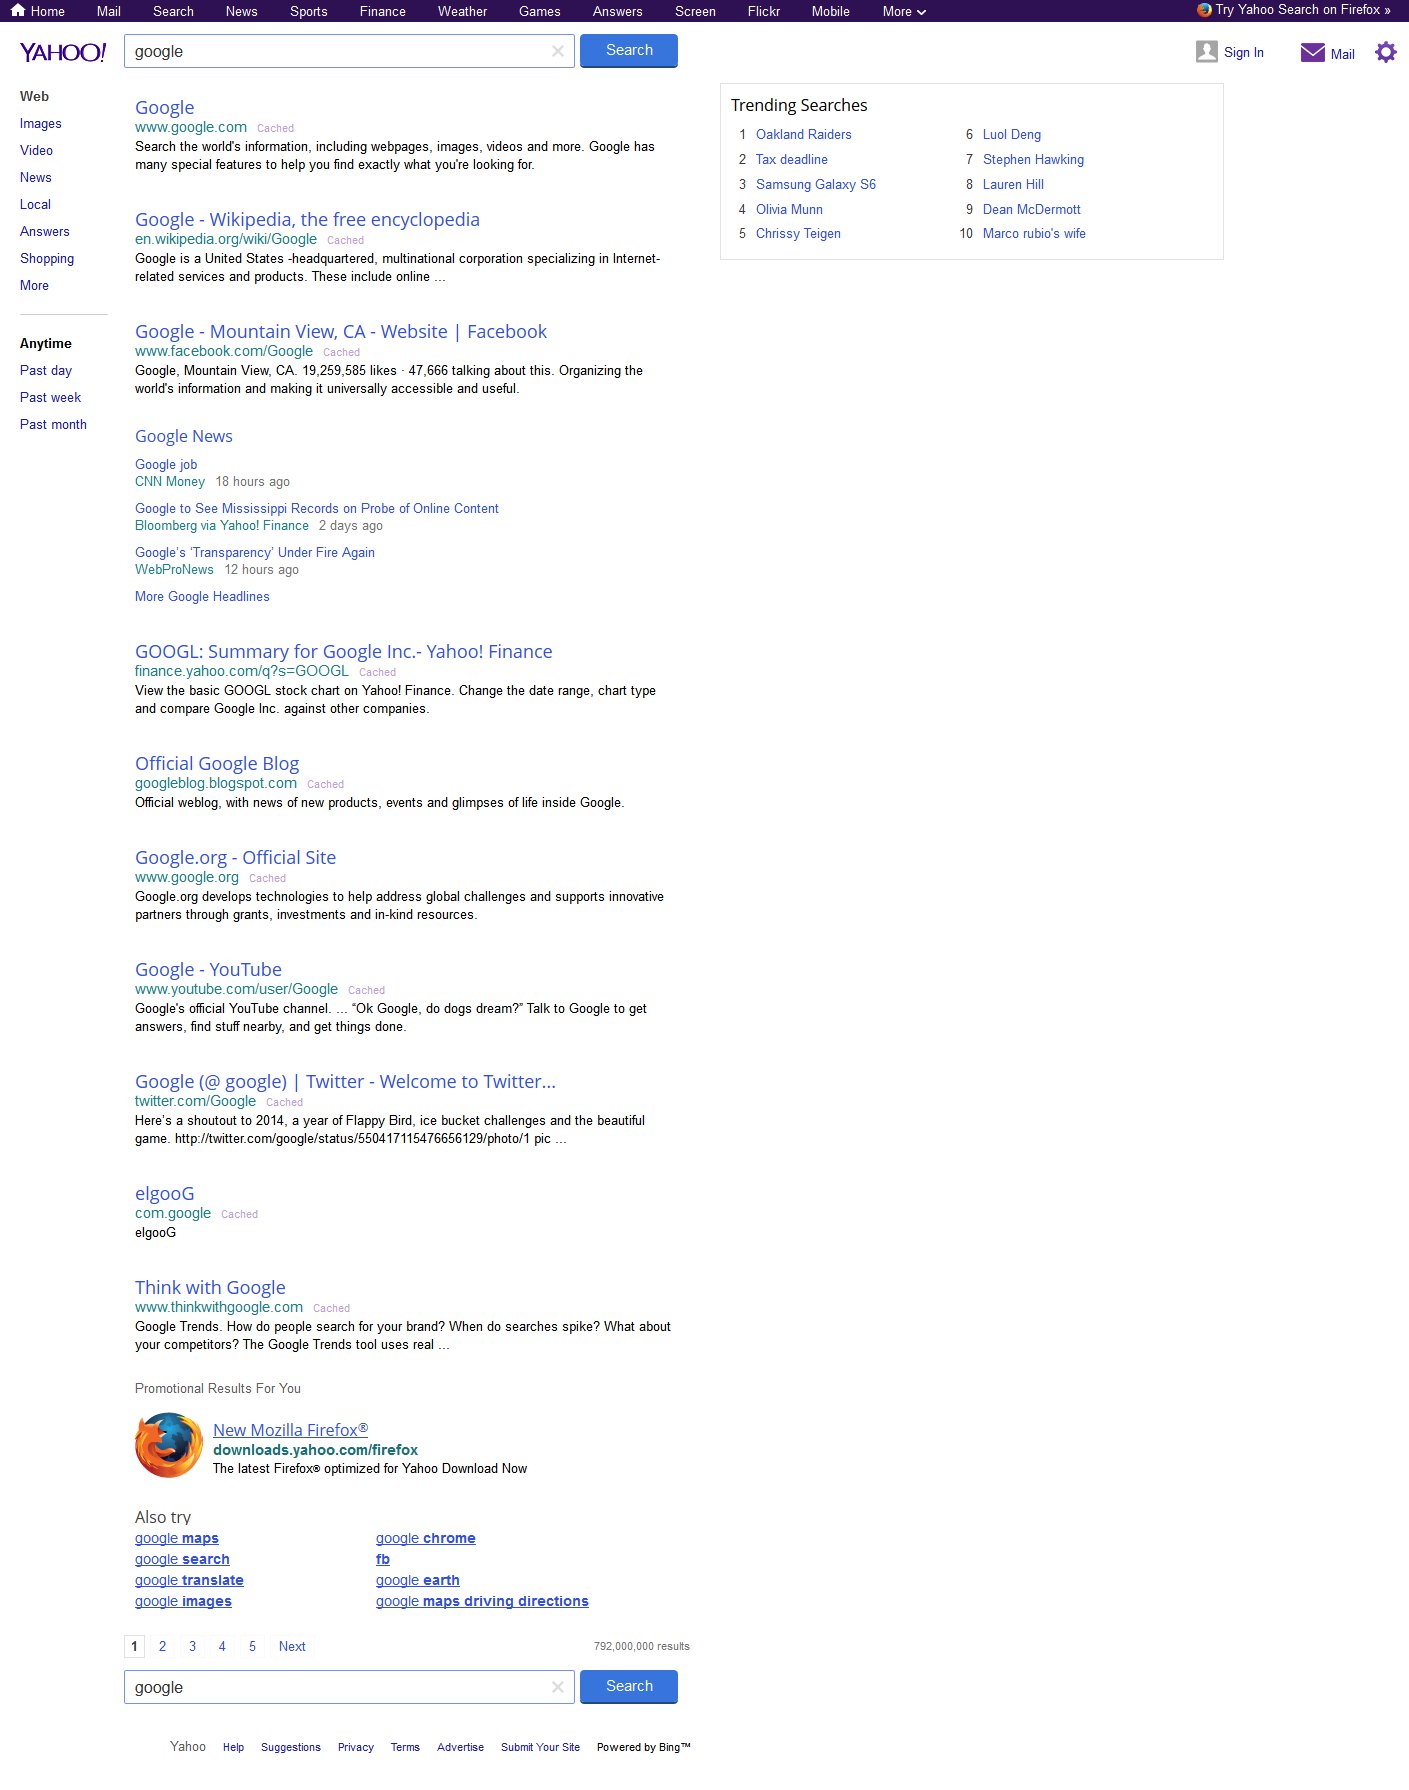 Home Mail Search News Sports Finance Weather Games Answers Screen Flickr Mobile More Try Yahoo Search on Firefox »
YAHOO! google Search Sign In Mail
Web
Images
Video
News
Local
Answers
Shopping
More
Anytime
Past day
Past week
Past month
Google
www.google.com Cached
Search the world's information, including webpages, images, videos and more. Google has
many special features to help you find exactly what you're looking for.
Google - Wikipedia, the free encyclopedia
en.wikipedia.org/wiki/Google Cached
Google is a United States -headquartered, multinational corporation specializing in Internet-
related services and products. These include online ...
Google - Mountain View, CA - Website | Facebook
www.facebook.com/Google Cached
Google, Mountain View, CA. 19,259,585 likes · 47,666 talking about this. Organizing the
world's information and making it universally accessible and useful.
Google News
Google job
CNN Money 18 hours ago
Google to See Mississippi Records on Probe of Online Content
Bloomberg via Yahoo! Finance 2 days ago
Google’s ‘Transparency’ Under Fire Again
WebProNews 12 hours ago
More Google Headlines
GOOGL: Summary for Google Inc.- Yahoo! Finance
finance.yahoo.com/q?s=GOOGL Cached
View the basic GOOGL stock chart on Yahoo! Finance. Change the date range, chart type
and compare Google Inc. against other companies.
Official Google Blog
googleblog.blogspot.com Cached
Official weblog, with news of new products, events and glimpses of life inside Google.
Google.org - Official Site
www.google.org Cached
Google.org develops technologies to help address global challenges and supports innovative
partners through grants, investments and in-kind resources.
Google - YouTube
www.youtube.com/user/Google Cached
Google's official YouTube channel. ... “Ok Google, do dogs dream?” Talk to Google to get
answers, find stuff nearby, and get things done.
Google (@ google) | Twitter - Welcome to Twitter...
twitter.com/Google Cached
Here’s a shoutout to 2014, a year of Flappy Bird, ice bucket challenges and the beautiful
game. http://twitter.com/google/status/550417115476656129/photo/1 pic ...
elgooG
com.google Cached
elgooG
Think with Google
www.thinkwithgoogle.com Cached
Google Trends. How do people search for your brand? When do searches spike? What about
your competitors? The Google Trends tool uses real ...
Promotional Results For You
New Mozilla Firefox®
downloads.yahoo.com/firefox
The latest Firefox® optimized for Yahoo Download Now
Also try
google maps google chrome
google search fb
google translate google earth
google images google maps driving directions
1 2 3 4 5 Next 792,000,000 results
google Search
Yahoo Help Suggestions Privacy Terms Advertise Submit Your Site Powered by Bing™
Trending Searches
1 Oakland Raiders 6 Luol Deng
2 Tax deadline 7 Stephen Hawking
3 Samsung Galaxy S6 8 Lauren Hill
4 Olivia Munn 9 Dean McDermott
5 Chrissy Teigen 10 Marco rubio's wife